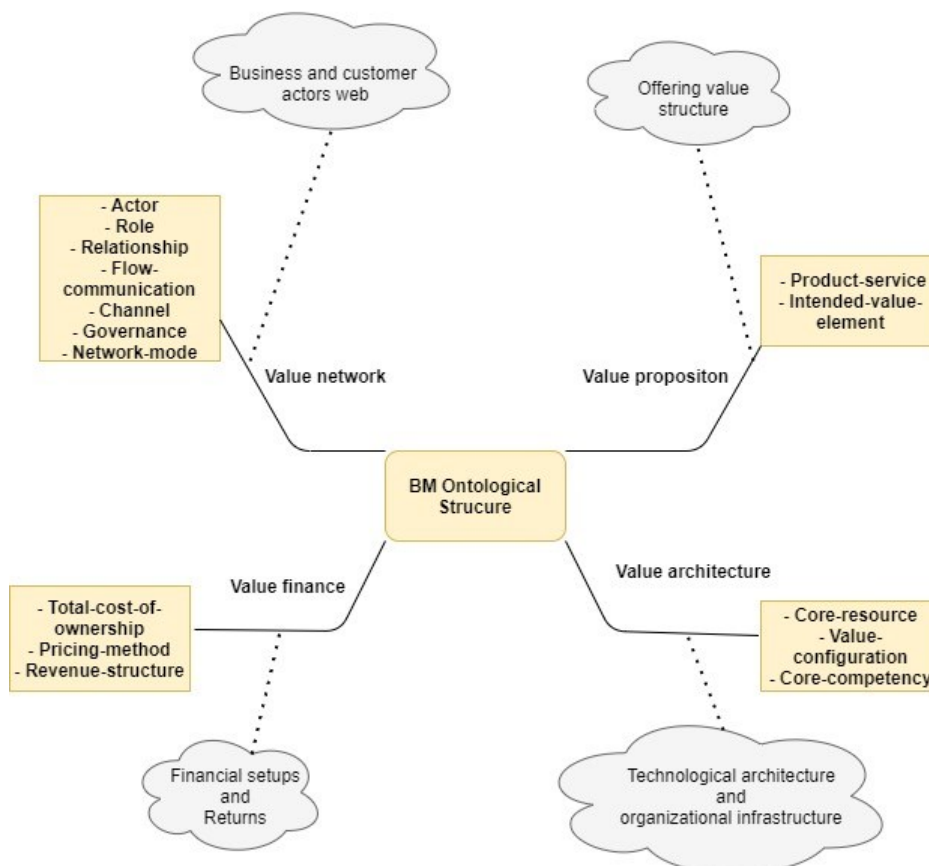 Business and customer
actors web
Offering value
structure
- Actor
- Role
- Relationship
- Flow-
communication
- Channel
- Governance
- Network-mode
- Product-service
- Intended-value-
element
Value network
Value propositon
BM Ontological
Strucure
Value finance
Value architecture
- Total-cost-of-
ownership
- Pricing-method
- Revenue-structure
- Core-resource
- Value-
configuration
- Core-competency
Financial setups
and
Returns
Technological architecture
and
organizational infrastructure